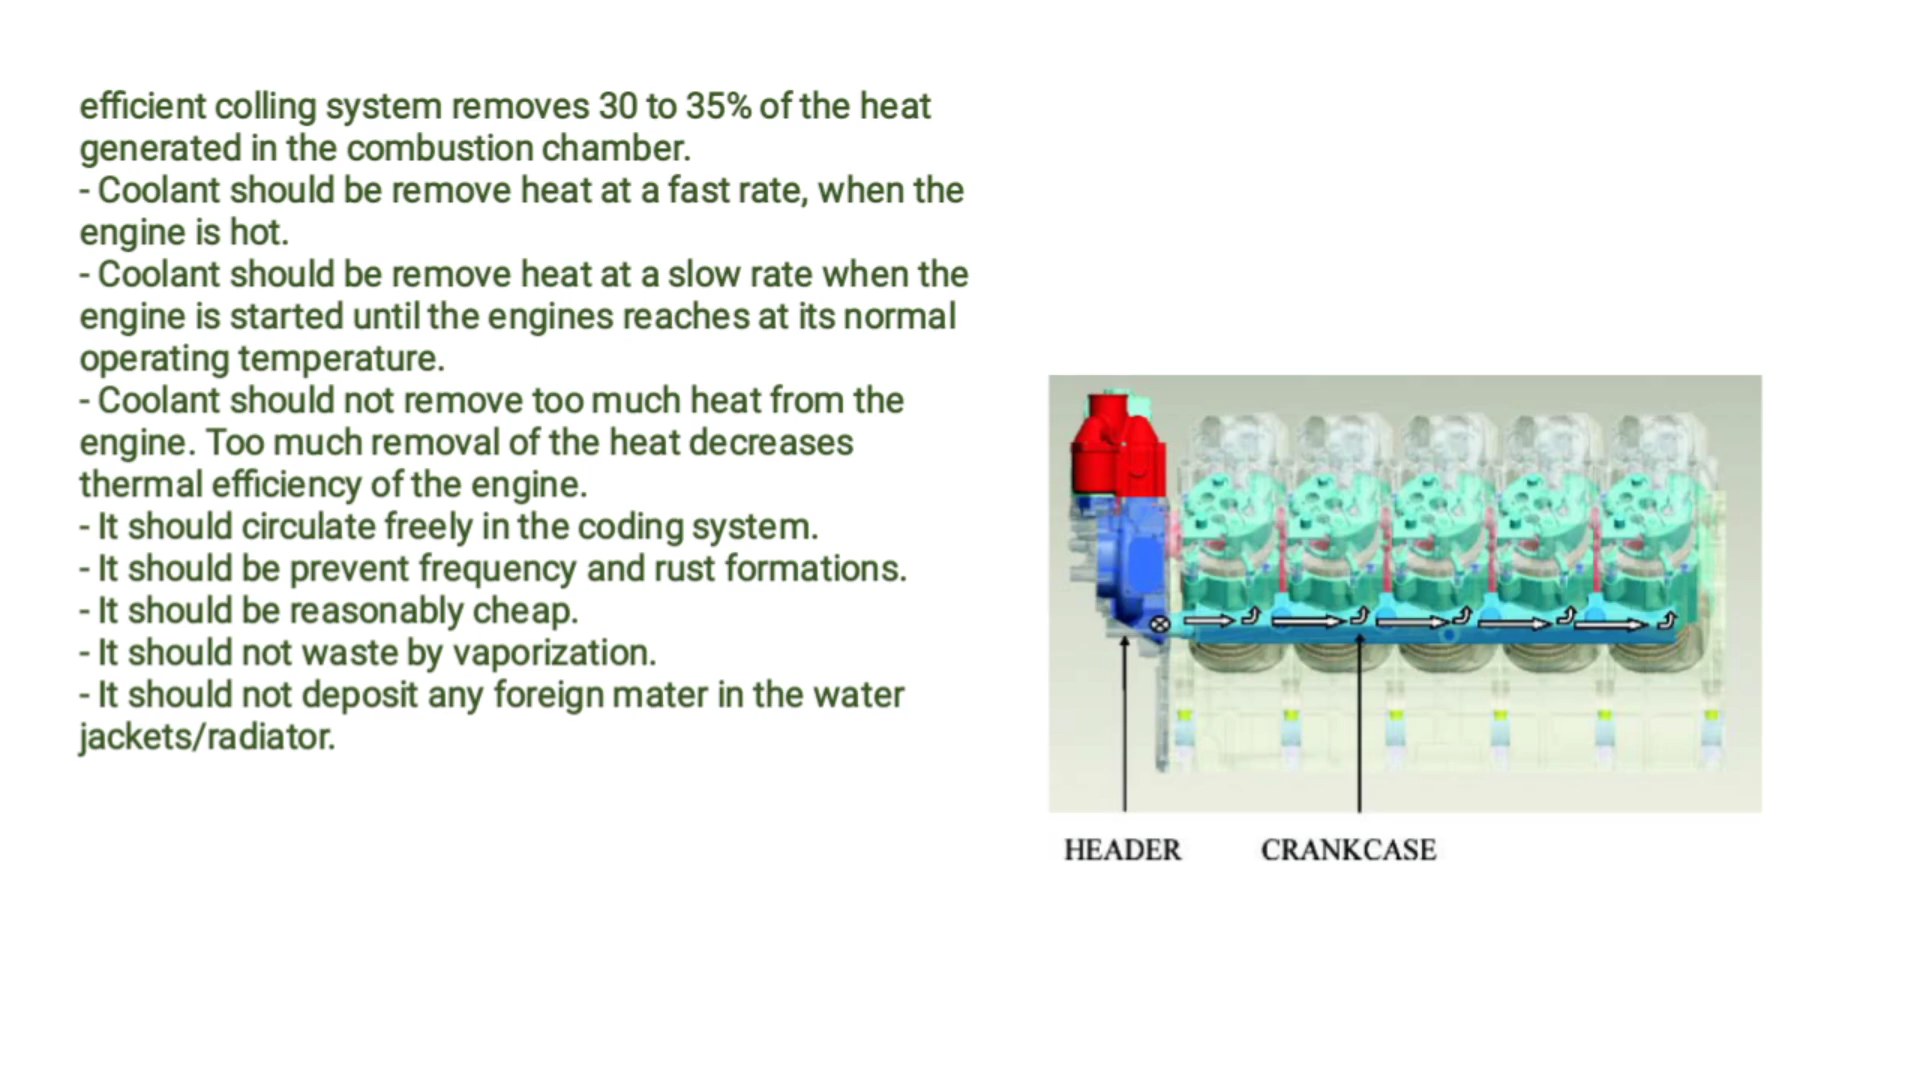 efficient colling system removes 30 to 35% of the heat
generated in the combustion chamber.
- Coolant should be remove heat at a fast rate, when the
engine is hot.
- Coolant should be remove heat at a slow rate when the
engine is started until the engines reaches at its normal
operating temperature.
- Coolant should not remove too much heat from the
engine. Too much removal of the heat decreases
thermal efficiency of the engine.
- It should circulate freely in the coding system.
- It should be prevent frequency and rust formations.
- It should be reasonably cheap.
- It should not waste by vaporization.
- It should not deposit any foreign mater in the water
jackets/radiator.
HEADER
CRANKCASE